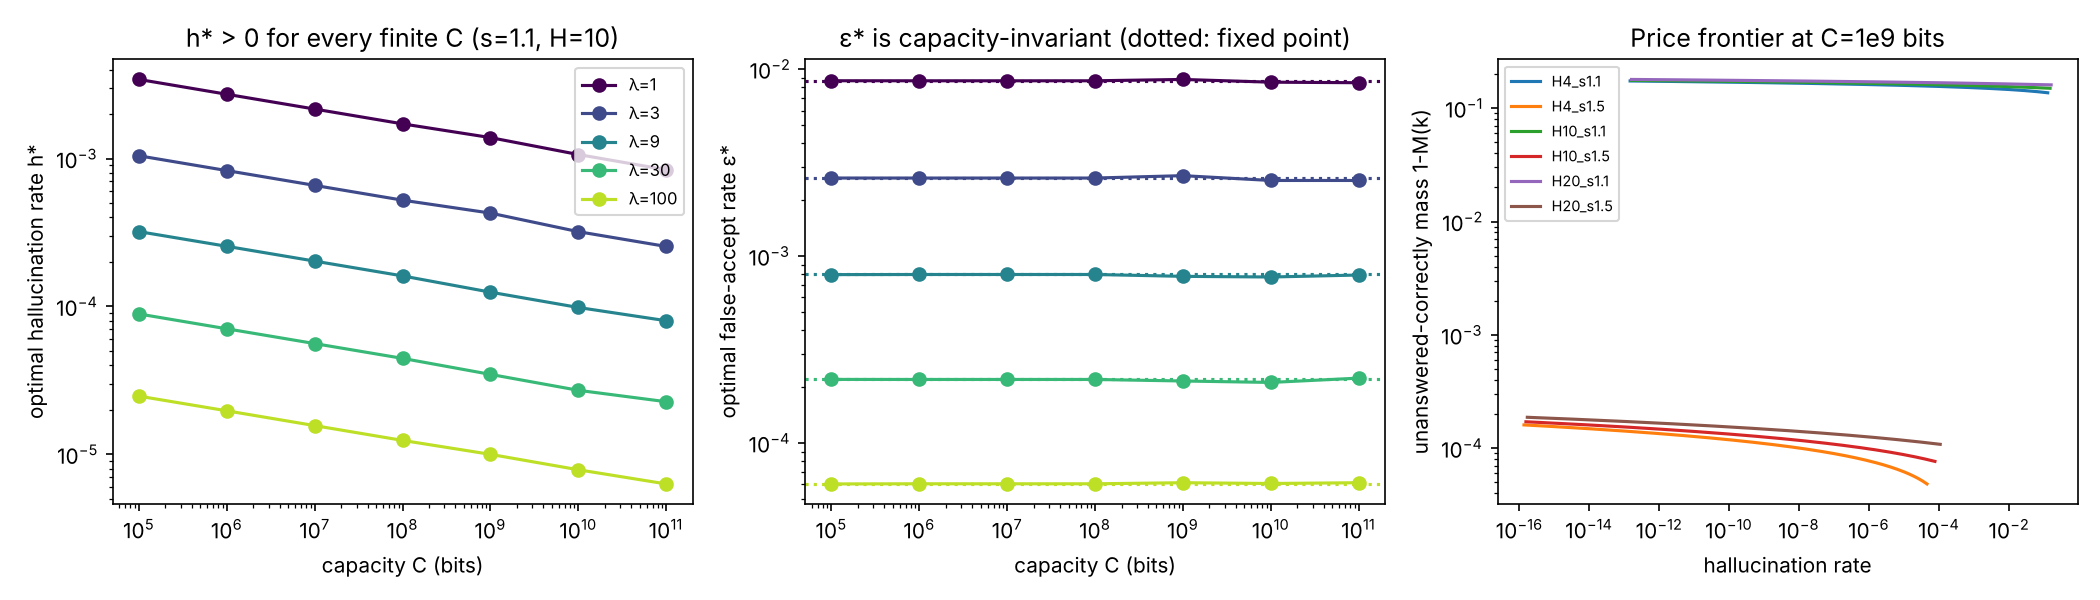 h* > 0 for every finite C (s=1.1, H=10)
optimal hallucination rate h*
10⁻³
10⁻⁴
10⁻⁵
λ=1
λ=3
λ=9
λ=30
λ=100
10⁵ 10⁶ 10⁷ 10⁸ 10⁹ 10¹⁰ 10¹¹
capacity C (bits)
ε* is capacity-invariant (dotted: fixed point)
optimal false-accept rate ε*
10⁻²
10⁻³
10⁻⁴
10⁵ 10⁶ 10⁷ 10⁸ 10⁹ 10¹⁰ 10¹¹
capacity C (bits)
Price frontier at C=1e9 bits
unanswered-correctly mass 1-M(k)
10⁻¹
10⁻²
10⁻³
10⁻⁴
H4_s1.1
H4_s1.5
H10_s1.1
H10_s1.5
H20_s1.1
H20_s1.5
10⁻¹⁶ 10⁻¹⁴ 10⁻¹² 10⁻¹⁰ 10⁻⁸ 10⁻⁶ 10⁻⁴ 10⁻²
hallucination rate